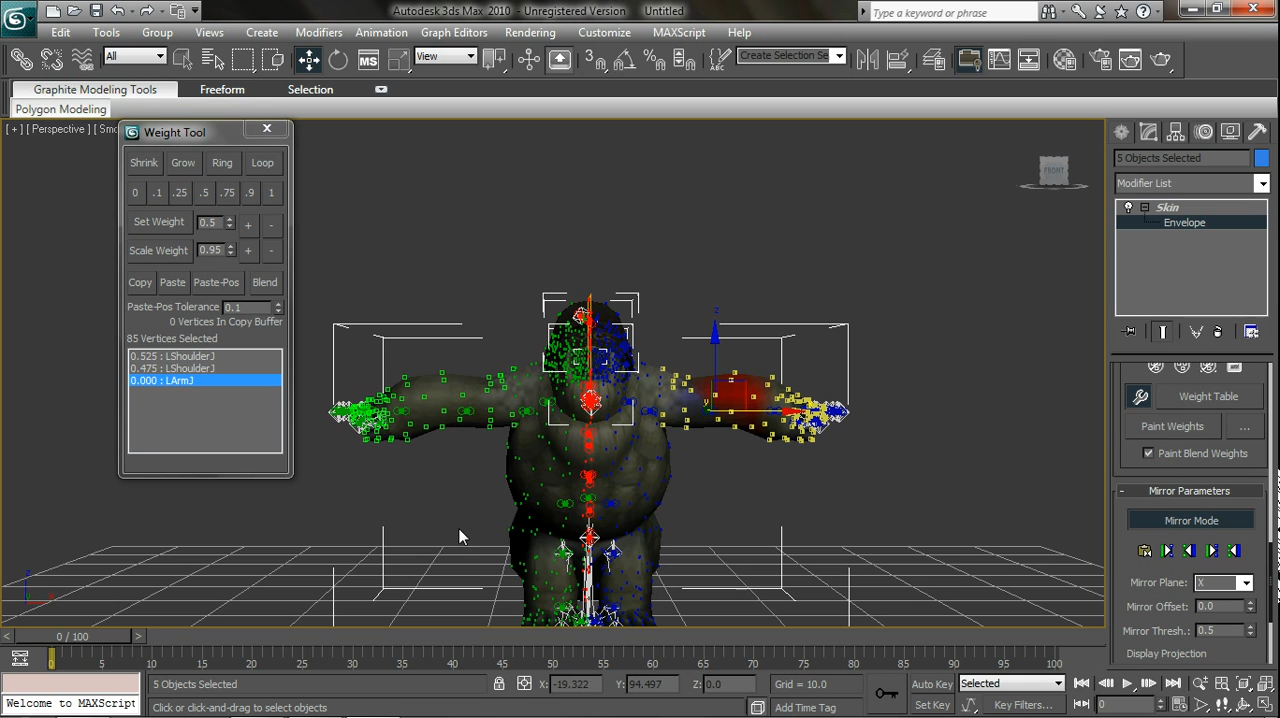 Autodesk 3ds Max 2010 - Unregistered Version Untitled
Type a keyword or phrase
Edit Tools Group Views Create Modifiers Animation Graph Editors Rendering Customize MAXScript Help
All View Create Selection Se
Graphite Modeling Tools Freeform Selection
Polygon Modeling
[ + ] [ Perspective ] [ Smo
Weight Tool
Shrink Grow Ring Loop
0 .1 .25 .5 .75 .9 1
Set Weight 0.5 + -
Scale Weight 0.95 + -
Copy Paste Paste-Pos Blend
Paste-Pos Tolerance 0.1
0 Vertices In Copy Buffer
85 Vertices Selected
0.525 : LShoulderJ
0.475 : LShoulderJ
0.000 : LArmJ
FRONT
z
y
5 Objects Selected
Modifier List
Skin
Envelope
Weight Table
Paint Weights ...
Paint Blend Weights
- Mirror Parameters
Mirror Mode
Mirror Plane: X
Mirror Offset: 0.0
Mirror Thresh.: 0.5
Display Projection
< 0 / 100 >
0 5 10 15 20 25 30 35 40 45 50 55 60 65 70 75 80 85 90 95 100
5 Objects Selected X: -19.322 Y: 94.497 Z: 0.0 Grid = 10.0 Auto Key Selected
Welcome to MAXScript Click or click-and-drag to select objects Add Time Tag Set Key Key Filters... 0